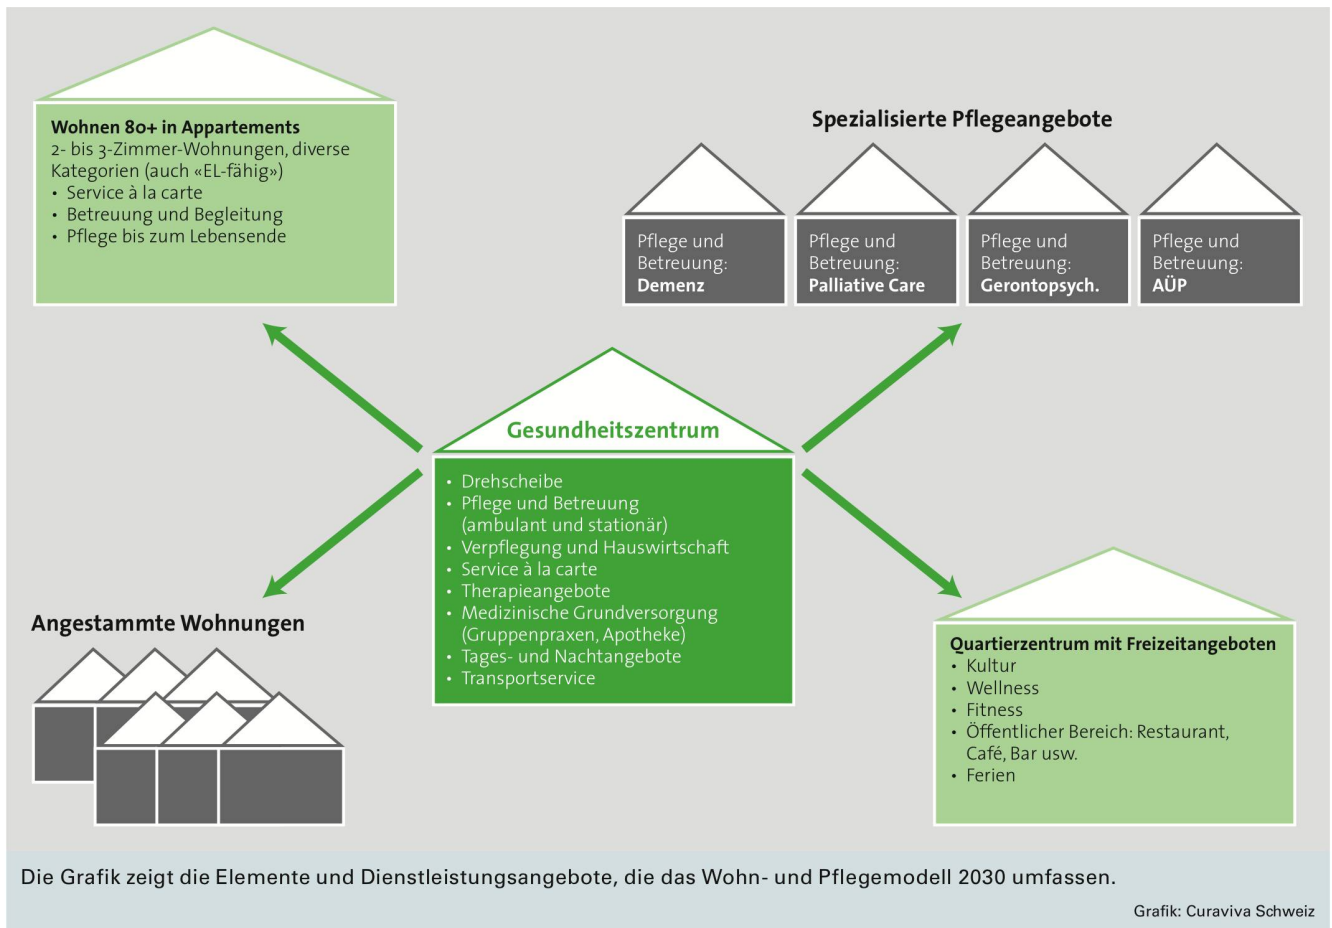 Wohnen 80+ in Appartements
2- bis 3-Zimmer-Wohnungen, diverse
Kategorien (auch «EL-fähig»)
• Service à la carte
• Betreuung und Begleitung
• Pflege bis zum Lebensende
Spezialisierte Pflegeangebote
Pflege und
Betreuung:
Demenz
Pflege und
Betreuung:
Palliative Care
Pflege und
Betreuung:
Gerontopsych.
Pflege und
Betreuung:
AÜP
Gesundheitszentrum
• Drehscheibe
• Pflege und Betreuung
(ambulant und stationär)
• Verpflegung und Hauswirtschaft
• Service à la carte
• Therapieangebote
• Medizinische Grundversorgung
(Gruppenpraxen, Apotheke)
• Tages- und Nachtangebote
• Transportservice
Angestammte Wohnungen
Quartierzentrum mit Freizeitangeboten
• Kultur
• Wellness
• Fitness
• Öffentlicher Bereich: Restaurant,
Café, Bar usw.
• Ferien
Die Grafik zeigt die Elemente und Dienstleistungsangebote, die das Wohn- und Pflegemodell 2030 umfassen.
Grafik: Curaviva Schweiz